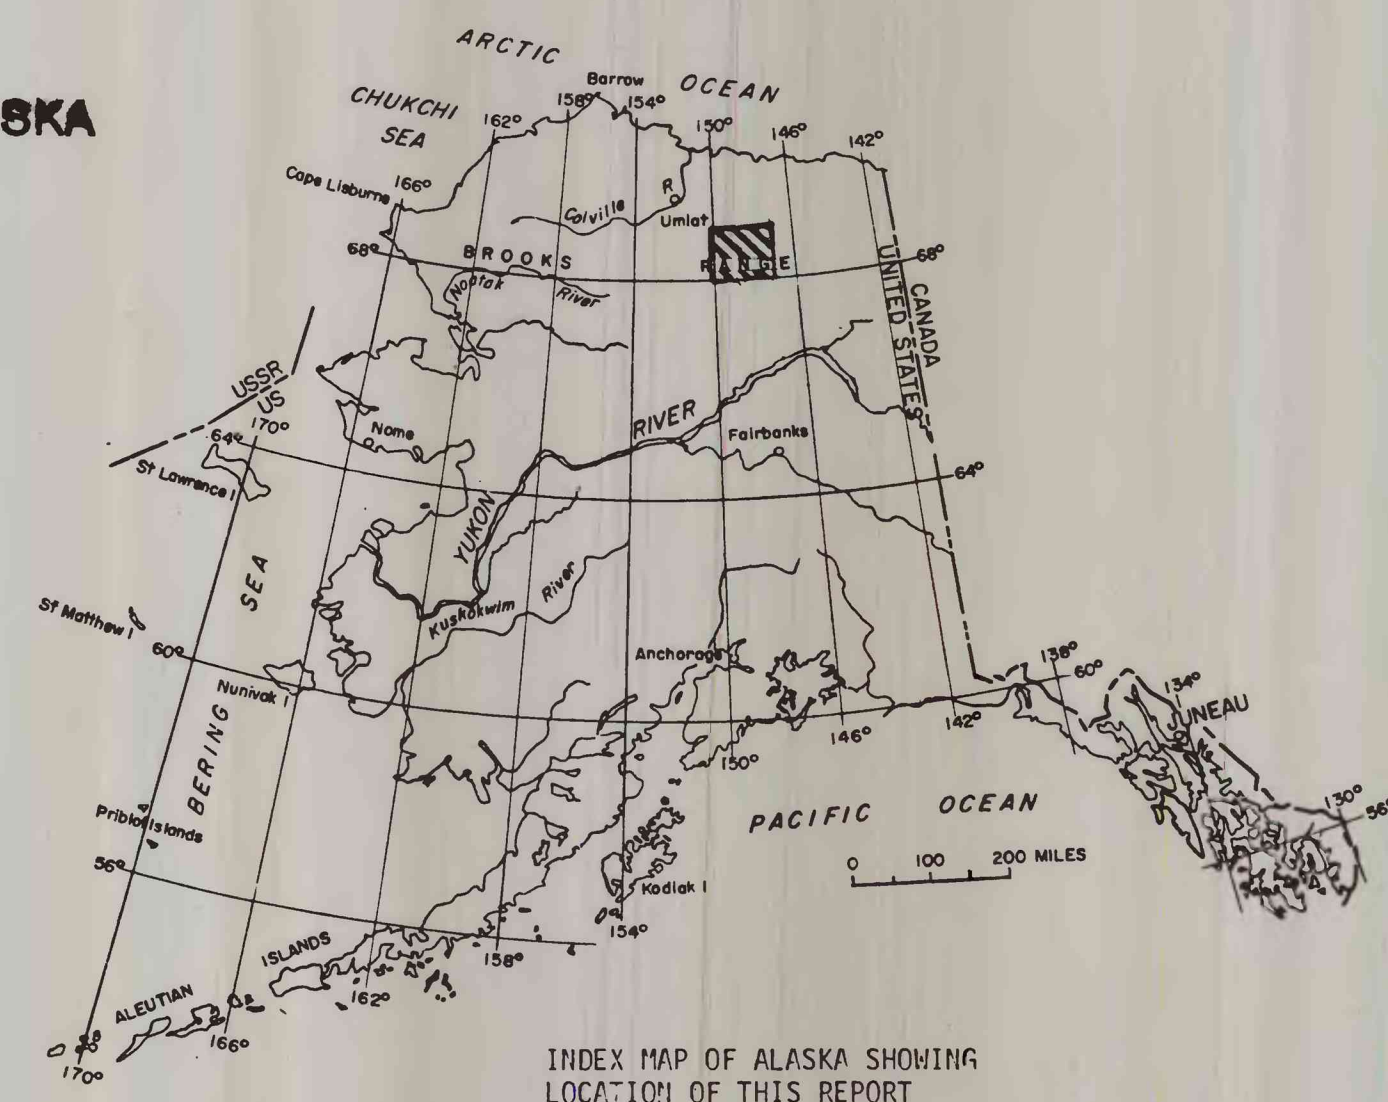 SKA
ARCTIC
OCEAN
Barrow
CHUKCHI
SEA
158°
154°
162°
150°
146°
142°
Cape Lisburne
166°
R
Colville
Umiat
68°
BROOKS
RANGE
68°
Noatak
River
CANADA
UNITED STATES
USSR
US
170°
64°
Nome
RIVER
Fairbanks
St Lawrence I
64°
YUKON
SEA
River
Kuskokwim
St Matthew I
60°
Nunivak I
Anchorage
138°
60°
134°
JUNEAU
142°
146°
150°
BERING
PACIFIC OCEAN
130°
56°
Priblof Islands
0 100 200 MILES
56°
Kodiak I
154°
158°
ISLANDS
162°
ALEUTIAN
166°
170°
INDEX MAP OF ALASKA SHOWING
LOCATION OF THIS REPORT